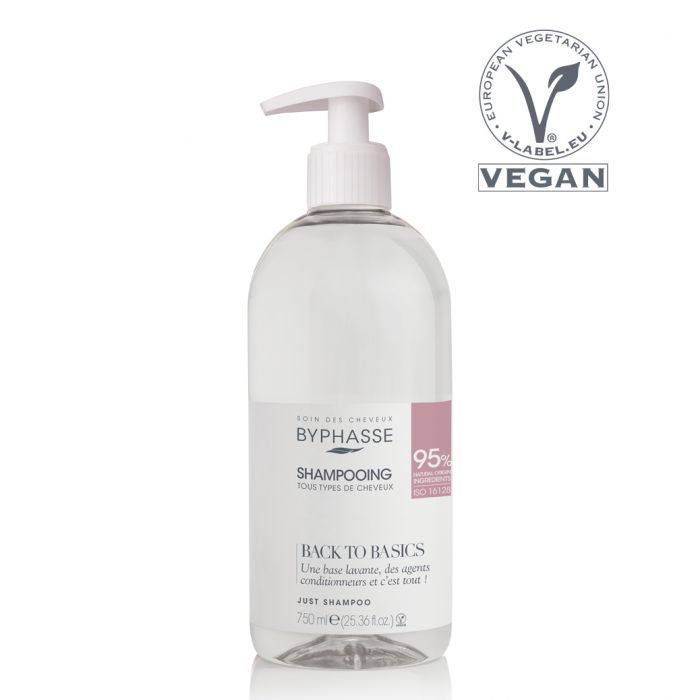 EUROPEAN VEGETARIAN UNION
V-LABEL.EU
®
VEGAN
SOIN DES CHEVEUX
BYPHASSE
SHAMPOOING
TOUS TYPES DE CHEVEUX
95%
NATURAL ORIGIN
INGREDIENTS
ISO 16128
BACK TO BASICS
Une base lavante, des agents
conditionneurs et c'est tout !
JUST SHAMPOO
750 ml ℮ (25.36 fl.oz.)